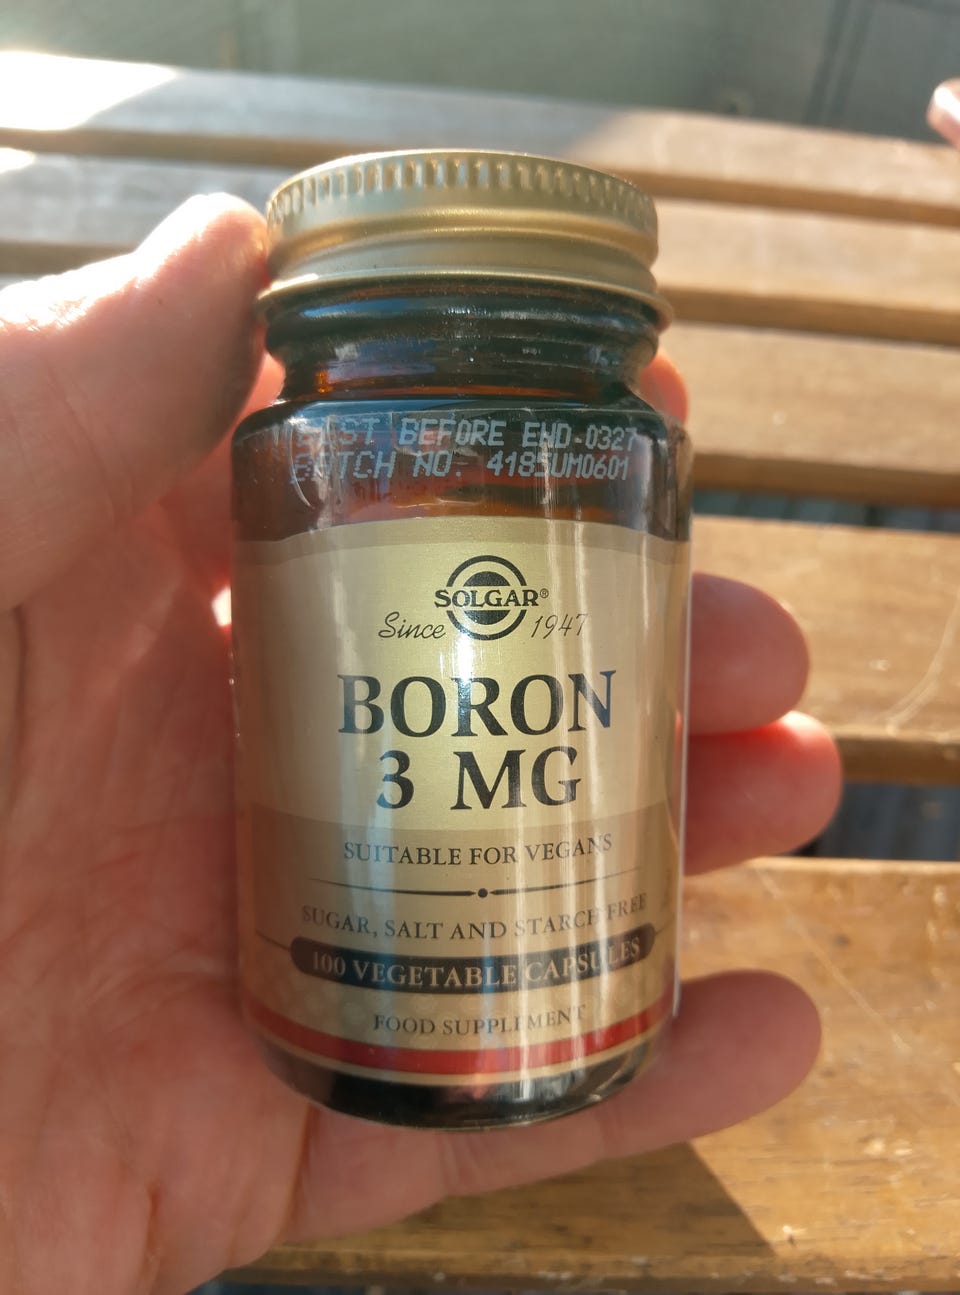 BEST BEFORE END-0327
BATCH NO. 4185UM0601
SOLGAR®
Since 1947
BORON
3 MG
SUITABLE FOR VEGANS
SUGAR, SALT AND STARCH FREE
100 VEGETABLE CAPSULES
FOOD SUPPLEMENT